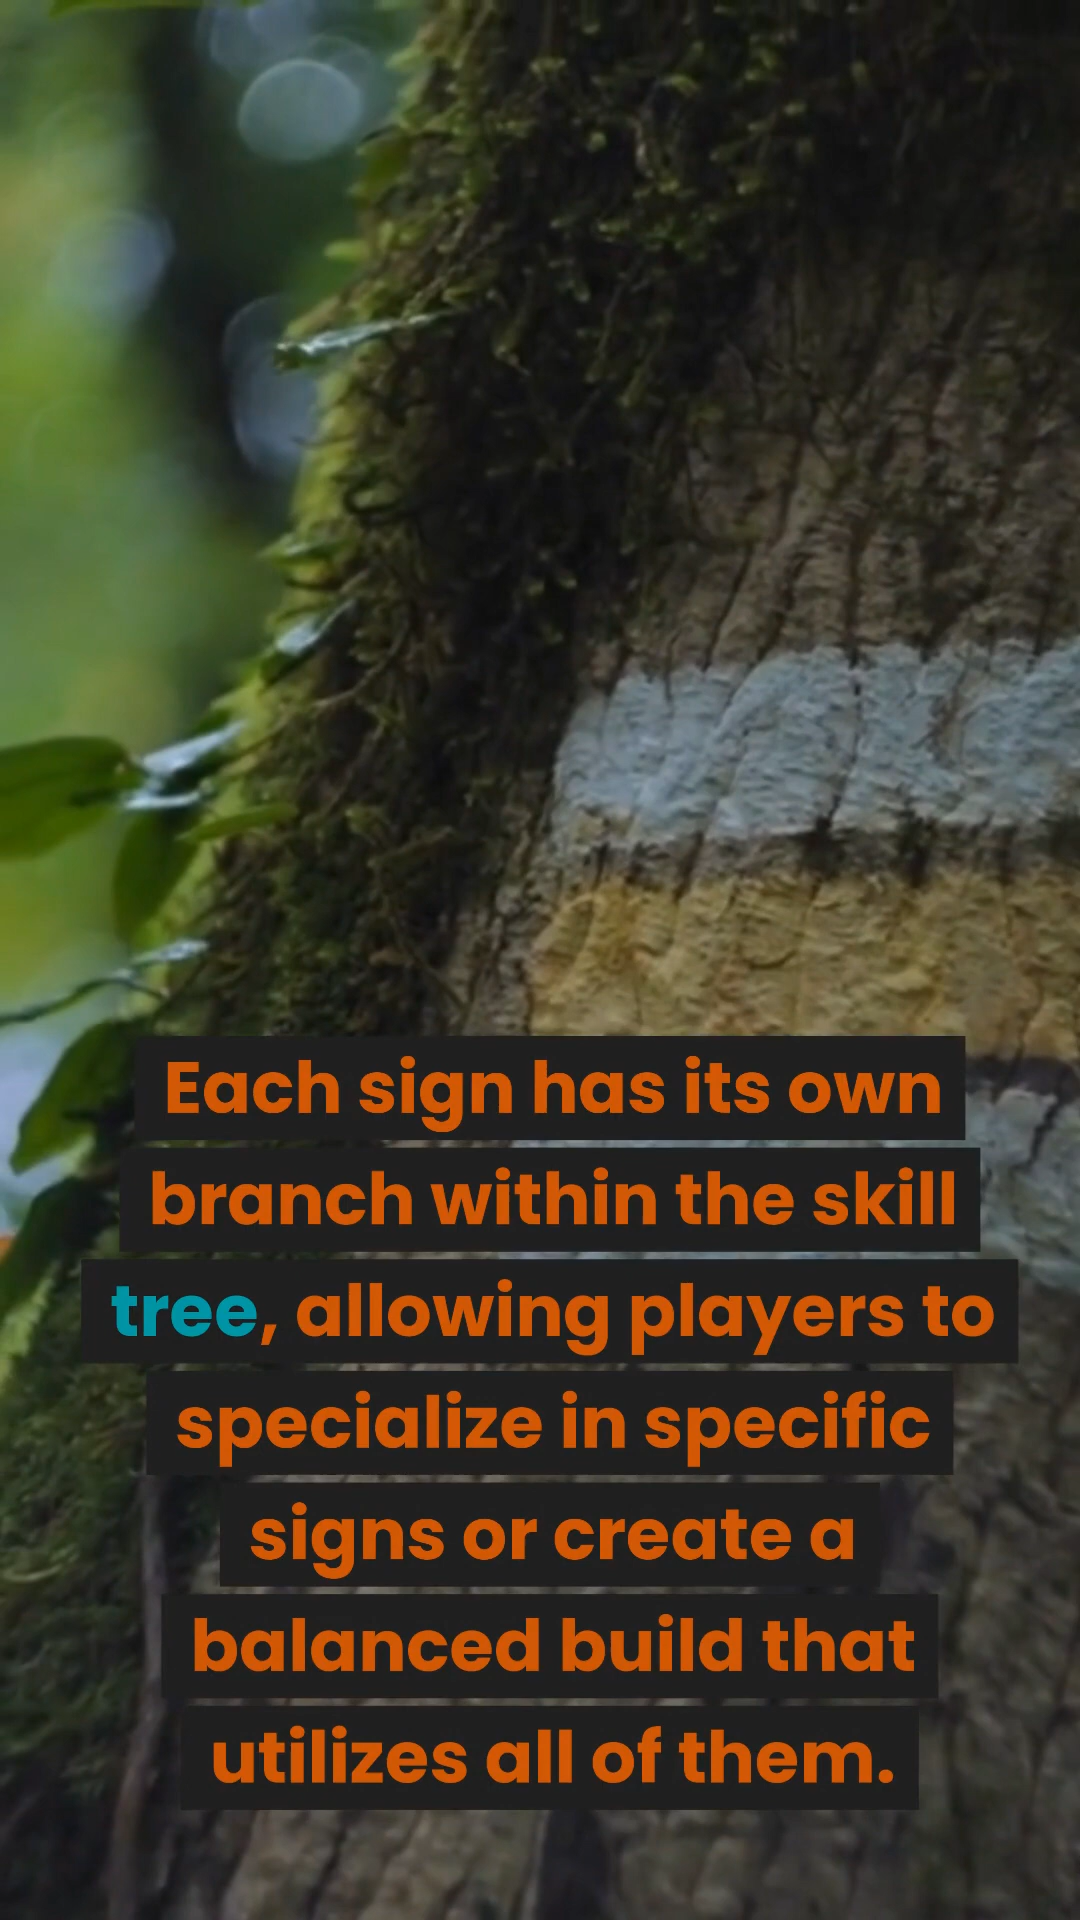 Each sign has its own
branch within the skill
tree, allowing players to
specialize in specific
signs or create a
balanced build that
utilizes all of them.